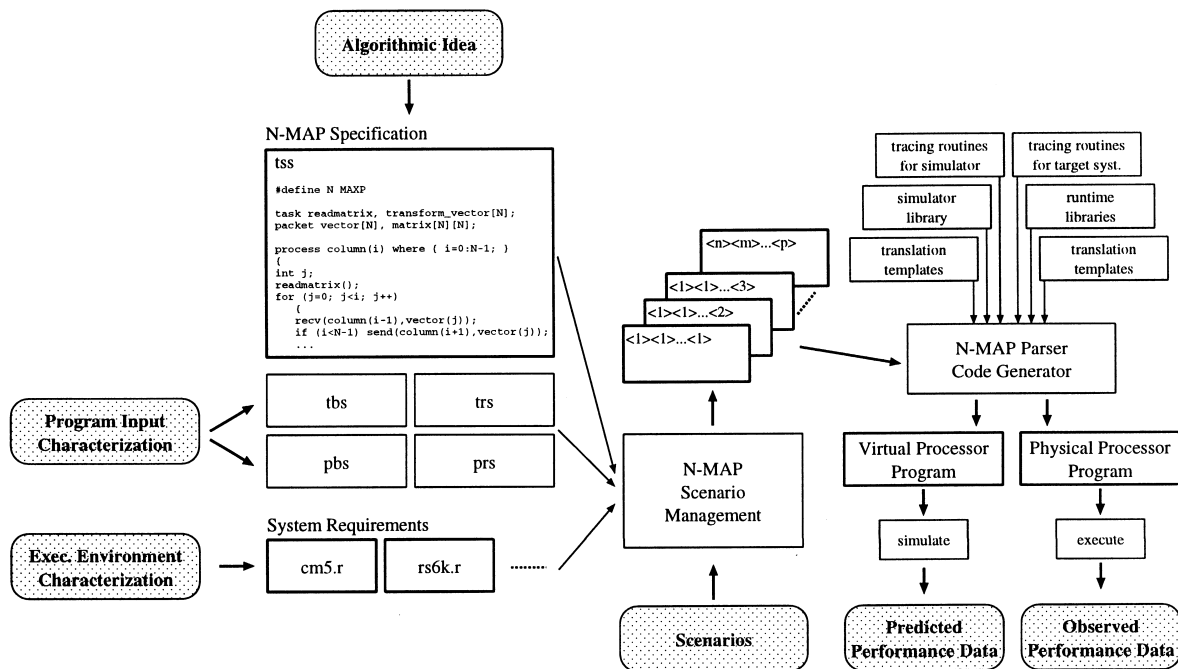 Algorithmic Idea
N-MAP Specification
tss
#define N MAXP
task readmatrix, transform_vector[N];
packet vector[N], matrix[N][N];
process column(i) where { i=0:N-1; }
{
int j;
readmatrix();
for (j=0; j<i; j++)
{
recv(column(i-1),vector(j));
if (i<N-1) send(column(i+1),vector(j));
...
Program Input
Characterization
tbs
trs
pbs
prs
Exec. Environment
Characterization
System Requirements
cm5.r
rs6k.r
<n><m>...<p>
<1><1>...<3>
<1><1>...<2>
<1><1>...<1>
N-MAP
Scenario
Management
Scenarios
tracing routines
for simulator
tracing routines
for target syst.
simulator
library
runtime
libraries
translation
templates
translation
templates
N-MAP Parser
Code Generator
Virtual Processor
Program
Physical Processor
Program
simulate
execute
Predicted
Performance Data
Observed
Performance Data